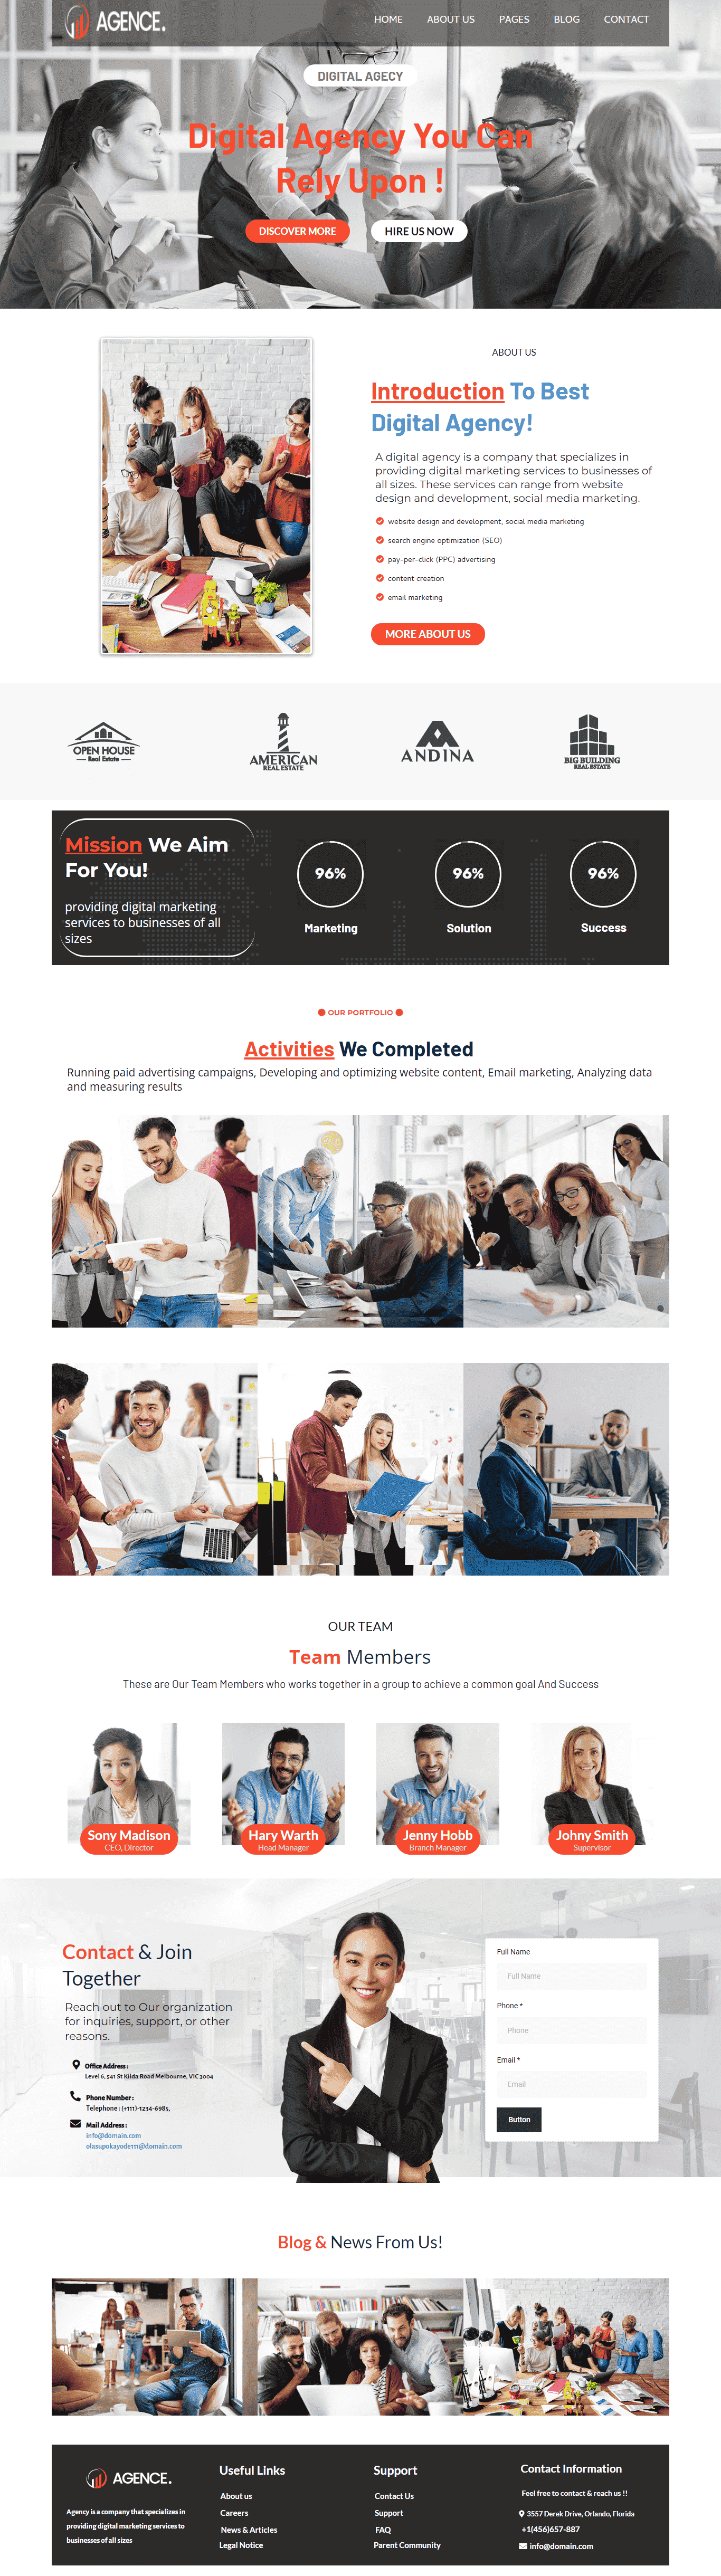 AGENCE.
HOME ABOUT US PAGES BLOG CONTACT
DIGITAL AGECY
Digital Agency You Can
Rely Upon !
DISCOVER MORE HIRE US NOW
ABOUT US
Introduction To Best
Digital Agency!
A digital agency is a company that specializes in
providing digital marketing services to businesses of
all sizes. These services can range from website
design and development, social media marketing.
website design and development, social media marketing
search engine optimization (SEO)
pay-per-click (PPC) advertising
content creation
email marketing
MORE ABOUT US
OPEN HOUSE
Real Estate
AMERICAN
REAL ESTATE
ANDINA
BIG BUILDING
REAL ESTATE
Mission We Aim
For You!
providing digital marketing
services to businesses of all
sizes
96%
Marketing
96%
Solution
96%
Success
OUR PORTFOLIO
Activities We Completed
Running paid advertising campaigns, Developing and optimizing website content, Email marketing, Analyzing data
and measuring results
OUR TEAM
Team Members
These are Our Team Members who works together in a group to achieve a common goal And Success
Sony Madison
CEO, Director
Hary Warth
Head Manager
Jenny Hobb
Branch Manager
Johny Smith
Supervisor
Contact & Join
Together
Reach out to Our organization
for inquiries, support, or other
reasons.
Office Address :
Level 6, 541 St Kilda Road Melbourne, VIC 3004
Phone Number :
Telephone : (+111)-1234-6985,
Mail Address :
info@domain.com
olasupokayode111@domain.com
Full Name
Full Name
Phone *
Phone
Email *
Email
Button
Blog & News From Us!
AGENCE.
Agency is a company that specializes in
providing digital marketing services to
businesses of all sizes
Useful Links
About us
Careers
News & Articles
Legal Notice
Support
Contact Us
Support
FAQ
Parent Community
Contact Information
Feel free to contact & reach us !!
3557 Derek Drive, Orlando, Florida
+1(456)657-887
info@domain.com